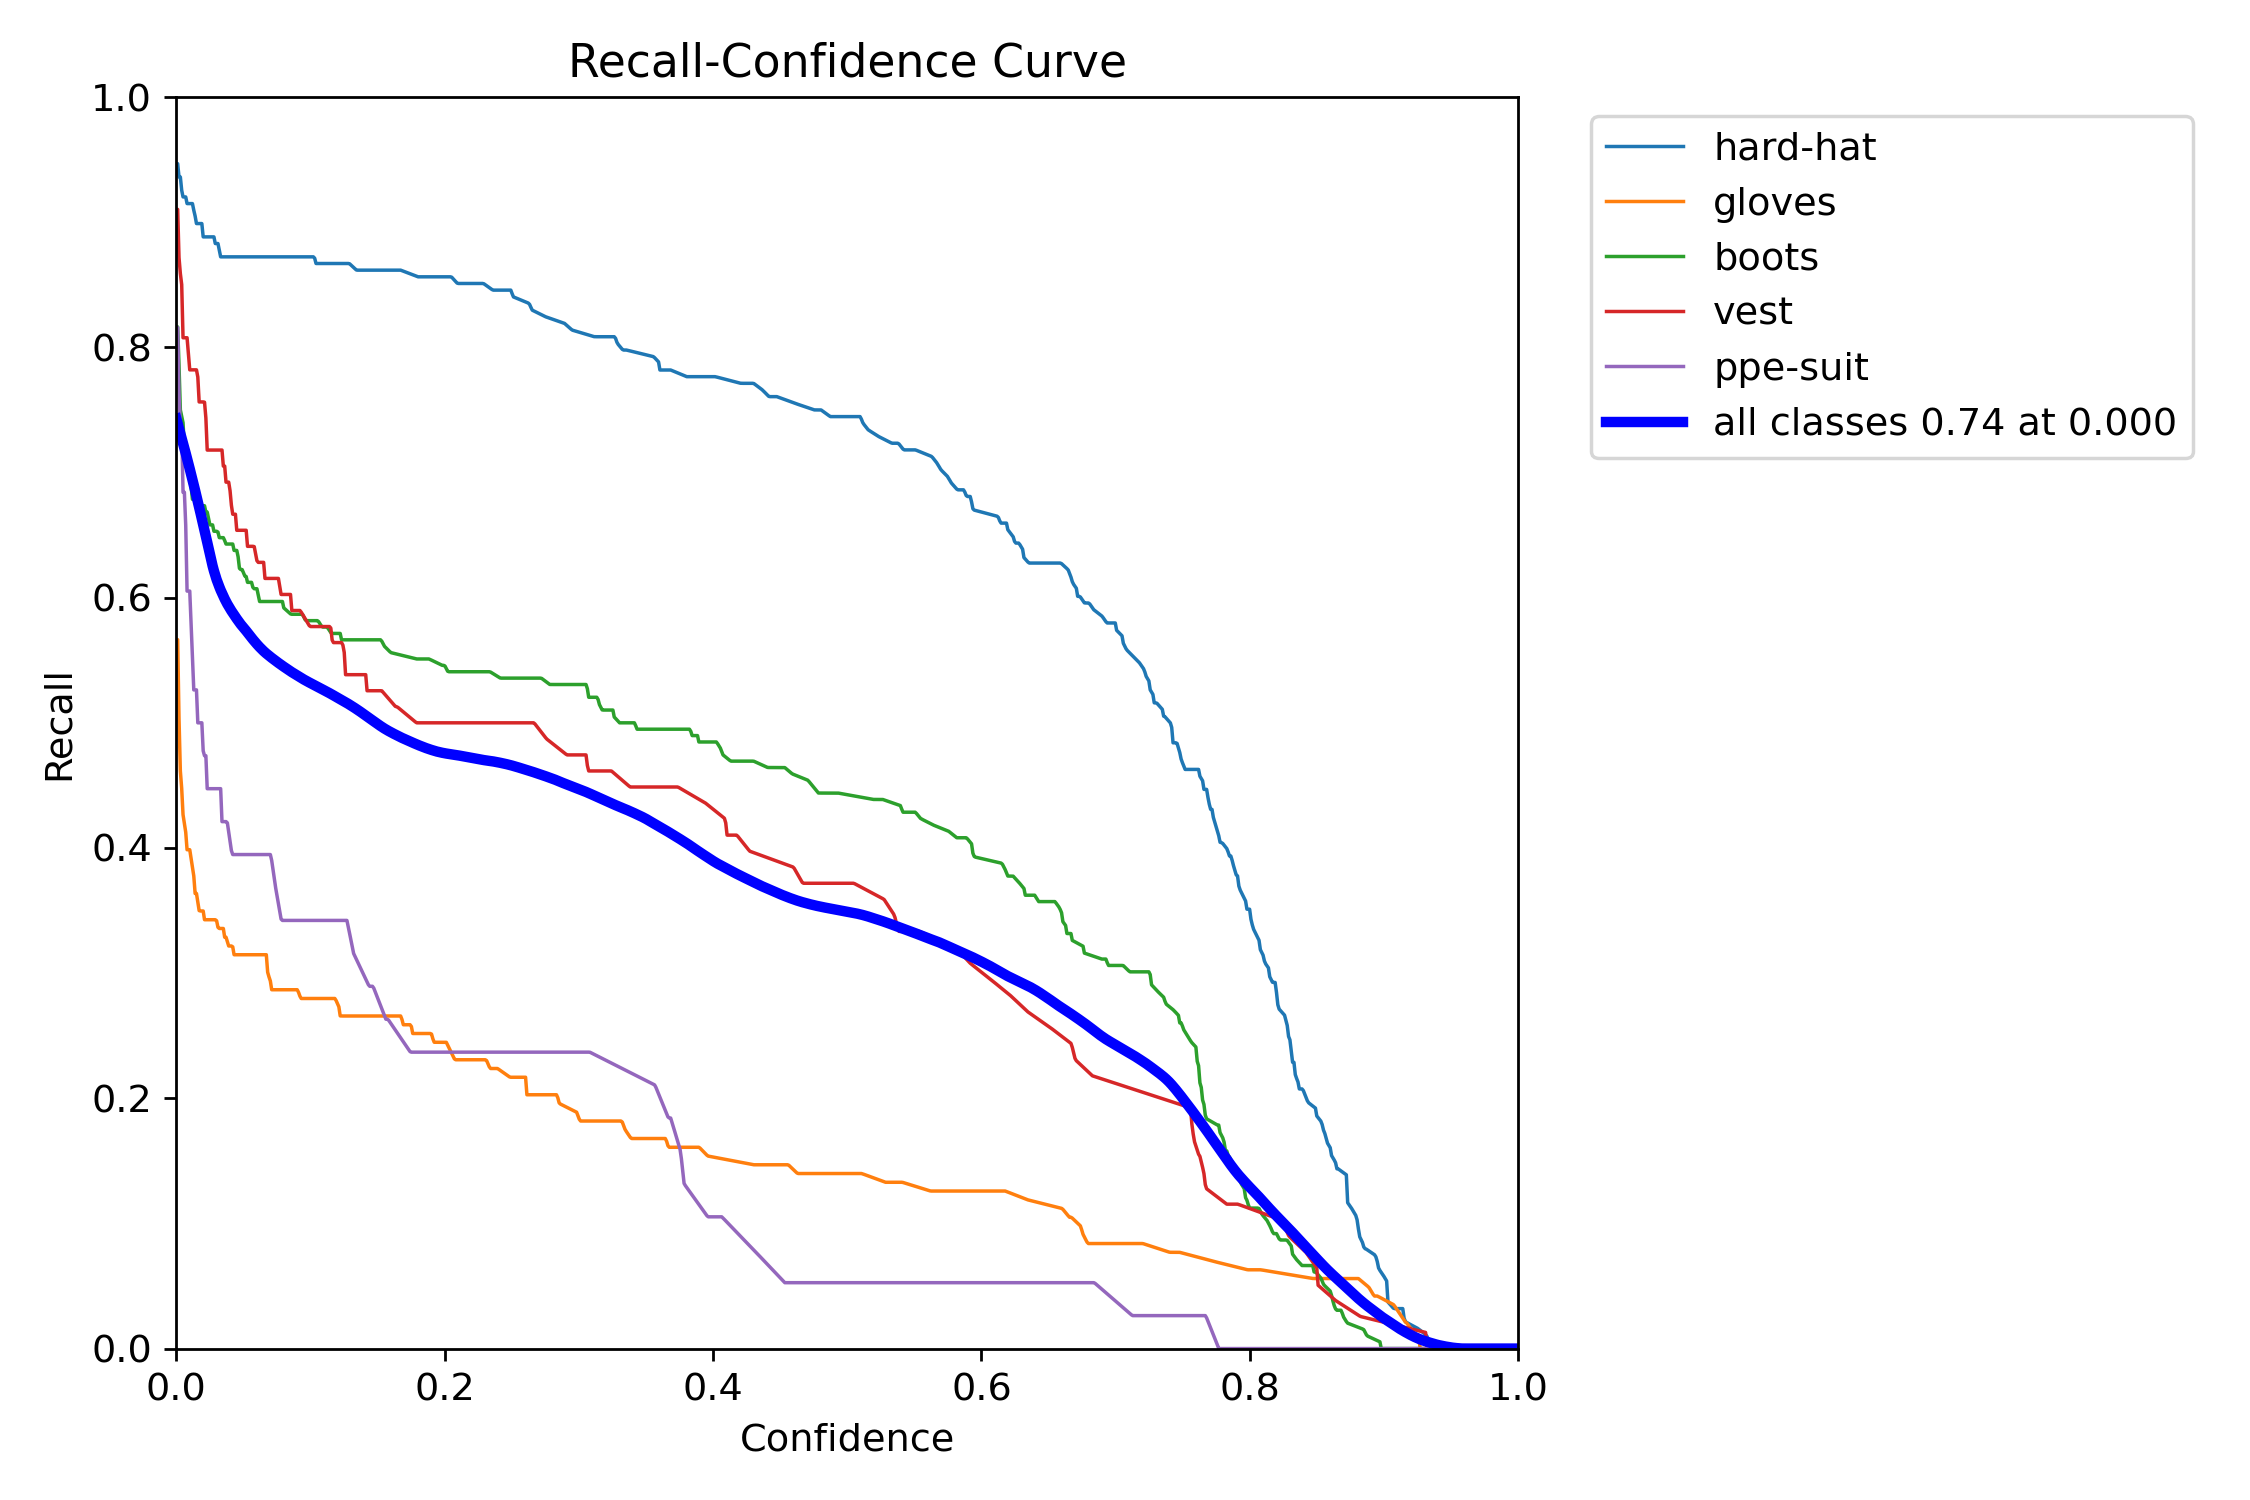 Recall-Confidence Curve
1.0
0.8
0.6
0.4
0.2
0.0
Recall
0.0 0.2 0.4 0.6 0.8 1.0
Confidence
hard-hat
gloves
boots
vest
ppe-suit
all classes 0.74 at 0.000